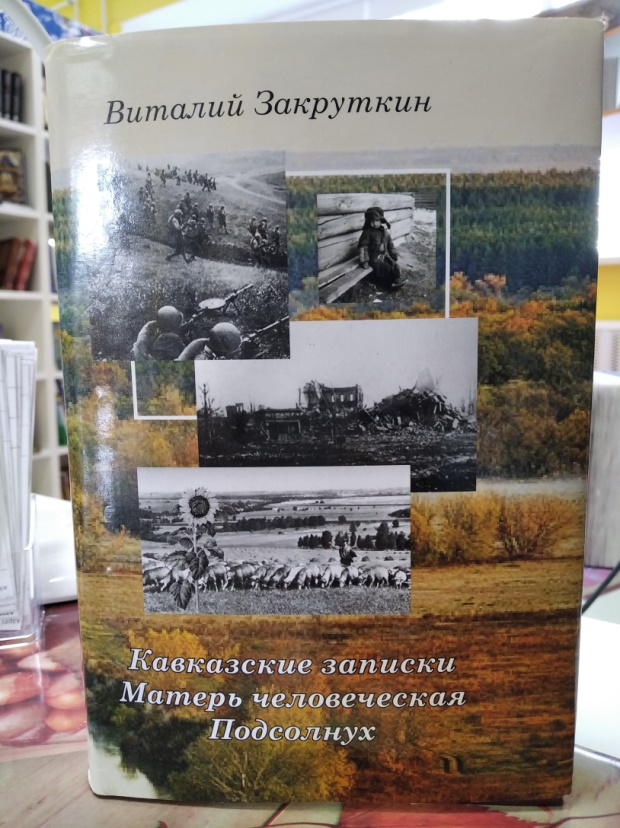 Виталий Закруткин
Кавказские записки
Матерь человеческая
Подсолнух